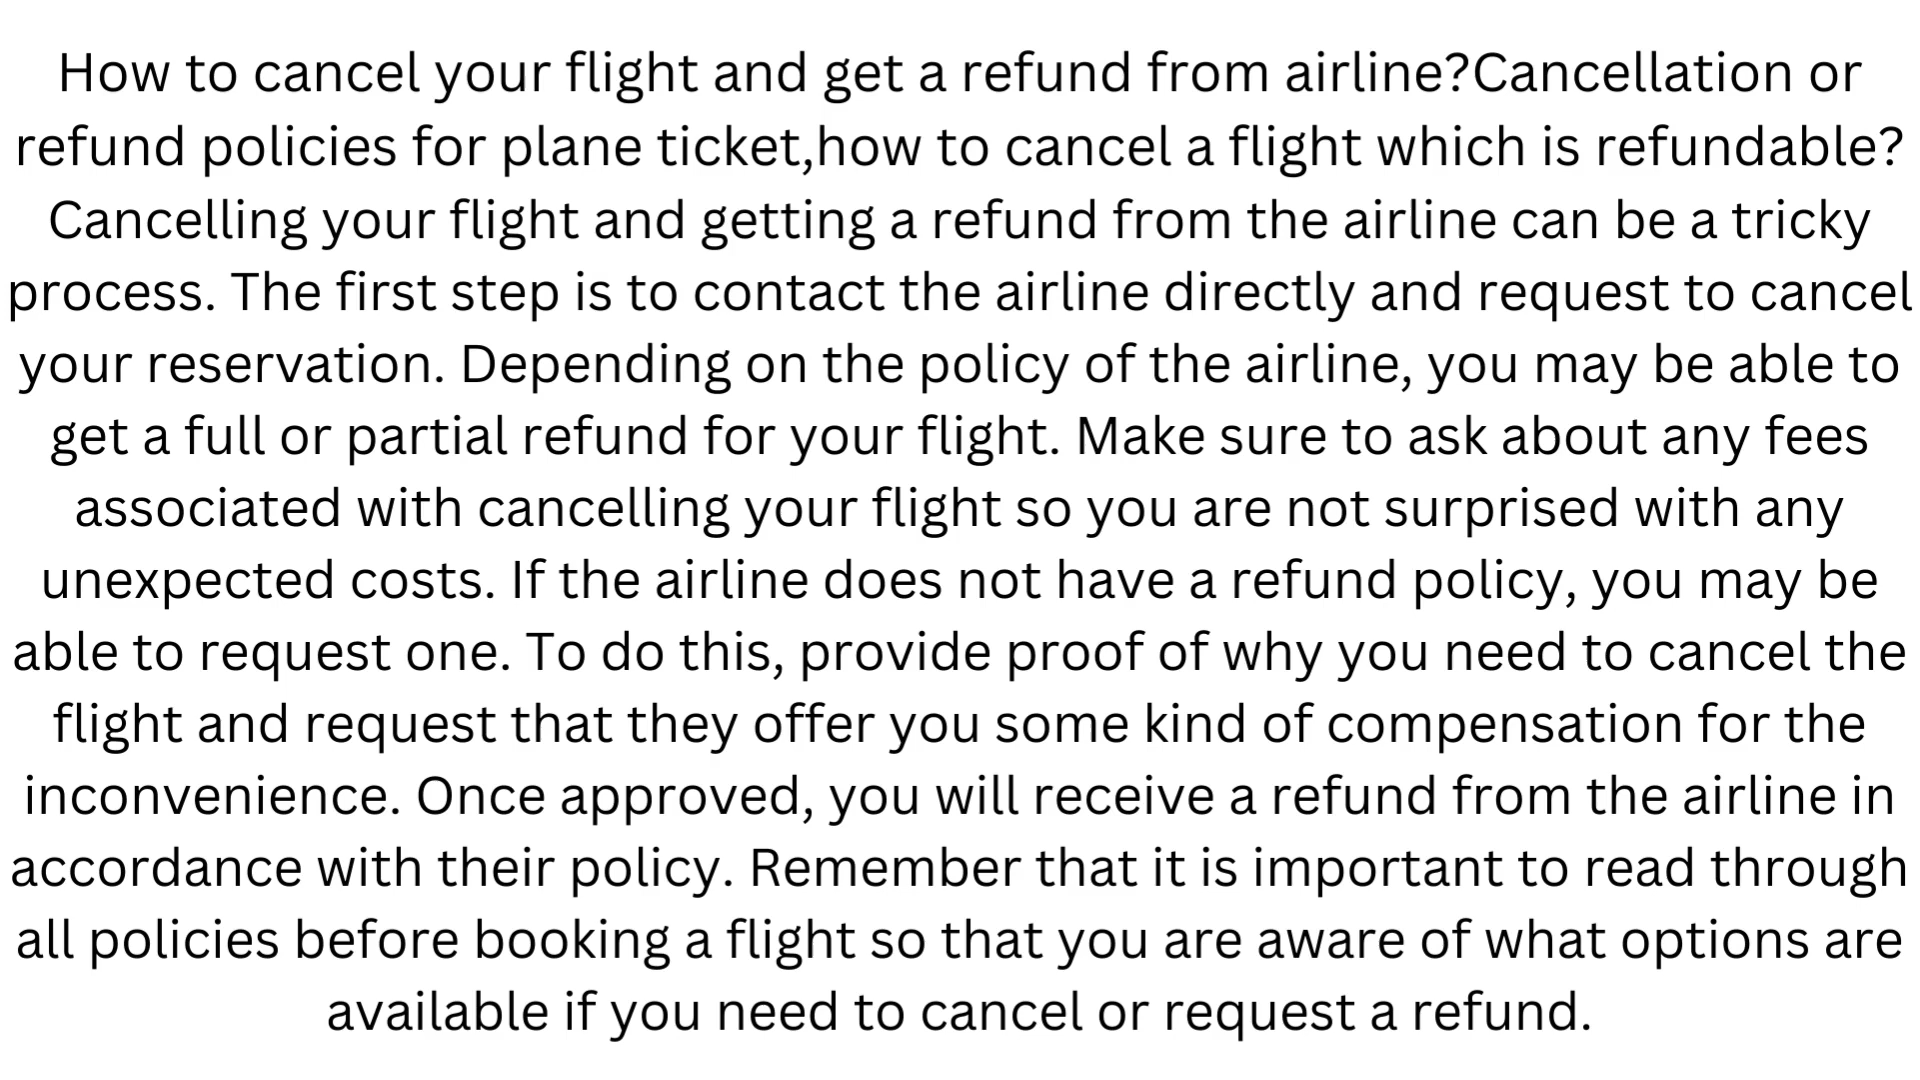 How to cancel your flight and get a refund from airline?Cancellation or
refund policies for plane ticket,how to cancel a flight which is refundable?
Cancelling your flight and getting a refund from the airline can be a tricky
process. The first step is to contact the airline directly and request to cancel
your reservation. Depending on the policy of the airline, you may be able to
get a full or partial refund for your flight. Make sure to ask about any fees
associated with cancelling your flight so you are not surprised with any
unexpected costs. If the airline does not have a refund policy, you may be
able to request one. To do this, provide proof of why you need to cancel the
flight and request that they offer you some kind of compensation for the
inconvenience. Once approved, you will receive a refund from the airline in
accordance with their policy. Remember that it is important to read through
all policies before booking a flight so that you are aware of what options are
available if you need to cancel or request a refund.